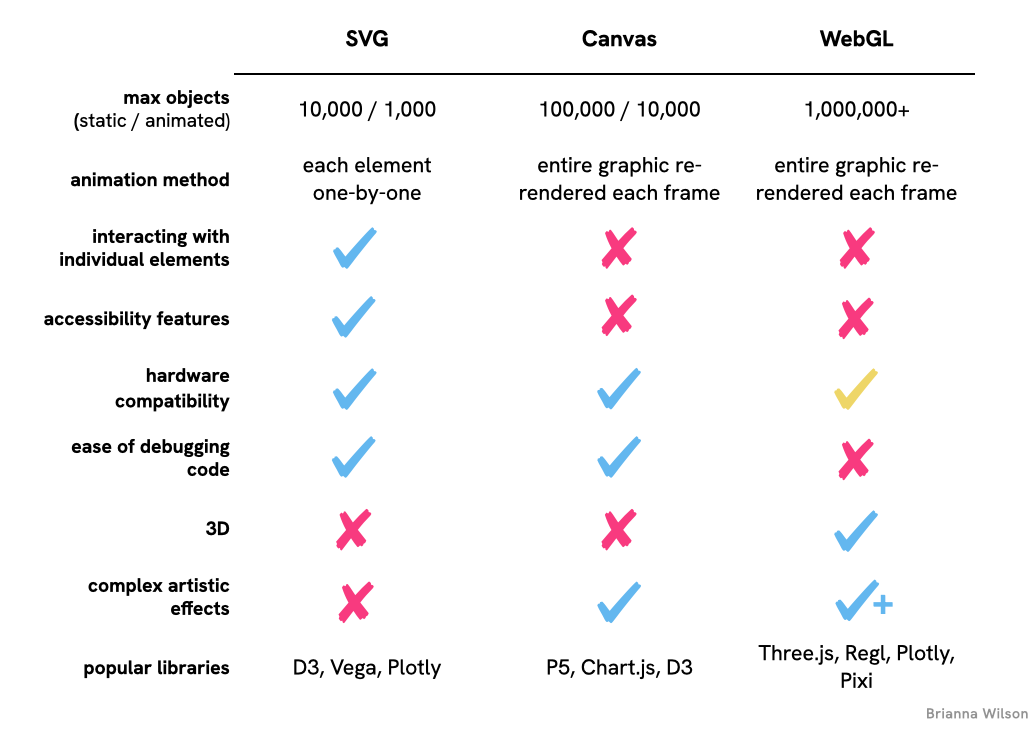 SVG Canvas WebGL
max objects
(static / animated) 10,000 / 1,000 100,000 / 10,000 1,000,000+
animation method
each element
one-by-one
entire graphic re-
rendered each frame
entire graphic re-
rendered each frame
interacting with
individual elements
accessibility features
hardware
compatibility
ease of debugging
code
3D
complex artistic
effects
+
popular libraries
D3, Vega, Plotly
P5, Chart.js, D3
Three.js, Regl, Plotly,
Pixi
Brianna Wilson